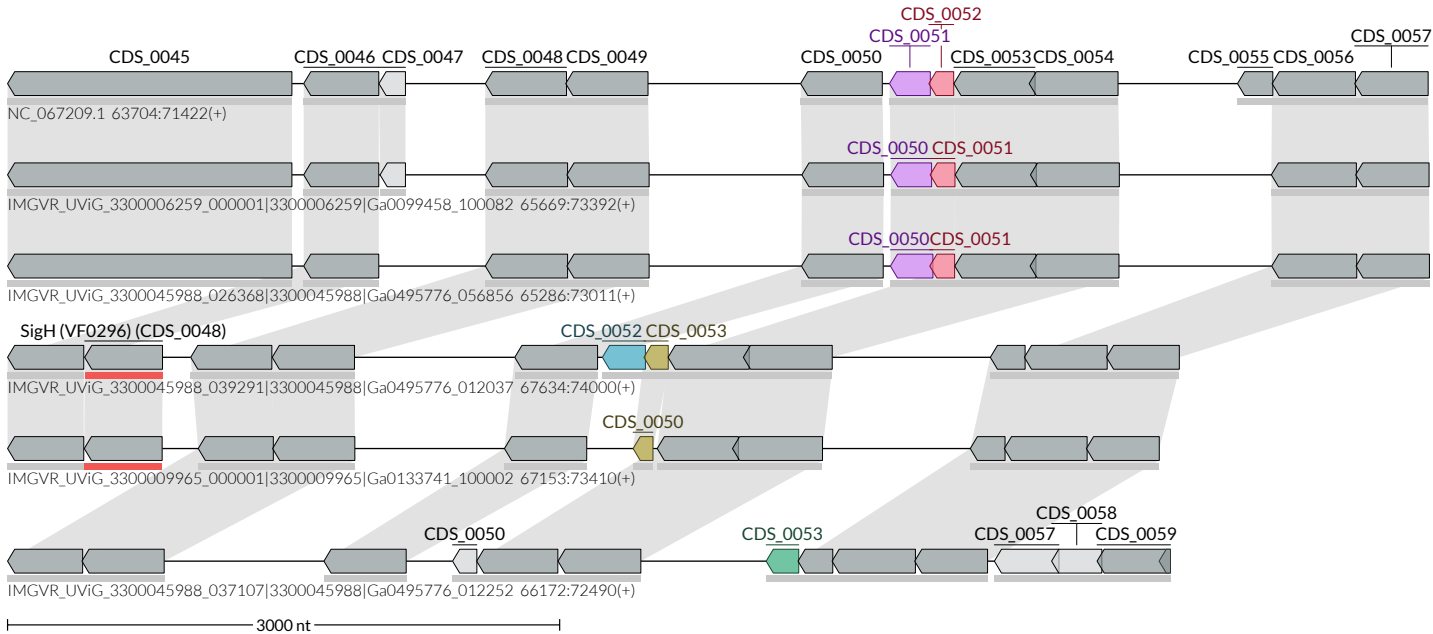 CDS_0052
CDS_0051 CDS_0057
CDS_0045 CDS_0046 CDS_0047 CDS_0048 CDS_0049 CDS_0050 CDS_0053 CDS_0054 CDS_0055 CDS_0056
NC_067209.1 63704:71422(+)
CDS_0050 CDS_0051
IMGVR_UViG_3300006259_000001|3300006259|Ga0099458_100082 65669:73392(+)
CDS_0050 CDS_0051
IMGVR_UViG_3300045988_026368|3300045988|Ga0495776_056856 65286:73011(+)
SigH (VF0296) (CDS_0048) CDS_0052 CDS_0053
IMGVR_UViG_3300045988_039291|3300045988|Ga0495776_012037 67634:74000(+)
CDS_0050
IMGVR_UViG_3300009965_000001|3300009965|Ga0133741_100002 67153:73410(+)
CDS_0058
CDS_0050 CDS_0053 CDS_0057 CDS_0059
IMGVR_UViG_3300045988_037107|3300045988|Ga0495776_012252 66172:72490(+)
3000 nt